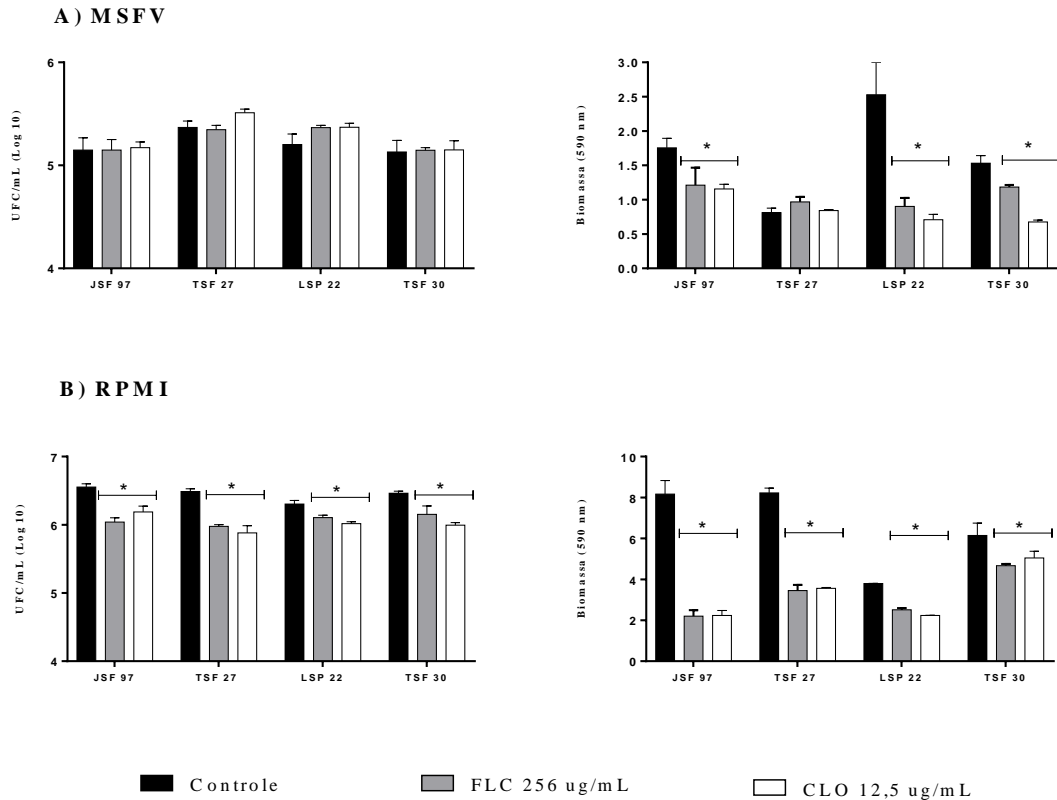 A) MSFV
UFC/mL (Log 10)
6
5
4
JSF 97
TSF 27
LSP 22
TSF 30
Biomassa (590 nm)
3.0
2.5
2.0
1.5
1.0
0.5
0.0
*
*
*
JSF 97
TSF 27
LSP 22
TSF 30
B) RPMI
UFC/mL (Log 10)
7
6
5
4
*
*
*
*
JSF 97
TSF 27
LSP 22
TSF 30
Biomassa (590 nm)
10
8
6
4
2
0
*
*
*
*
JSF 97
TSF 27
LSP 22
TSF 30
Controle
FLC 256 ug/mL
CLO 12,5 ug/mL